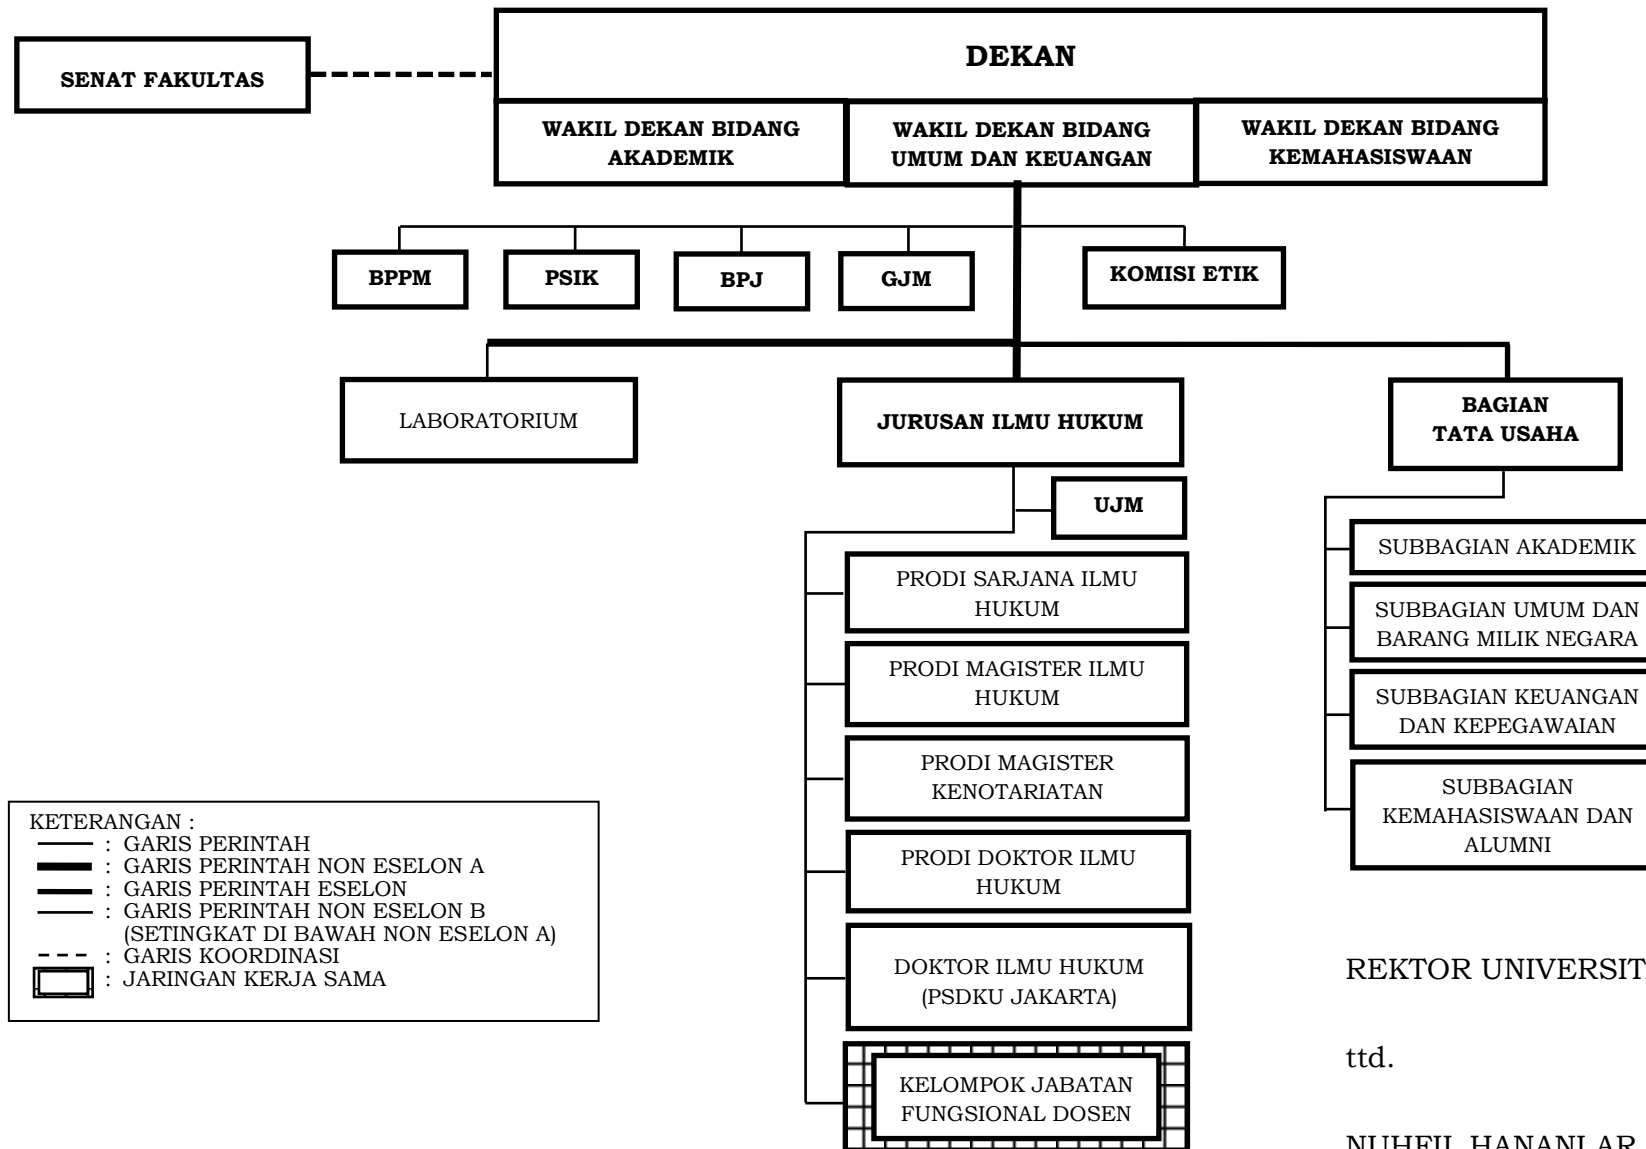 DEKAN
SENAT FAKULTAS
WAKIL DEKAN BIDANG
AKADEMIK
WAKIL DEKAN BIDANG
UMUM DAN KEUANGAN
WAKIL DEKAN BIDANG
KEMAHASISWAAN
BPPM
PSIK
BPJ
GJM
KOMISI ETIK
LABORATORIUM
JURUSAN ILMU HUKUM
BAGIAN
TATA USAHA
UJM
PRODI SARJANA ILMU
HUKUM
PRODI MAGISTER ILMU
HUKUM
PRODI MAGISTER
KENOTARIATAN
PRODI DOKTOR ILMU
HUKUM
DOKTOR ILMU HUKUM
(PSDKU JAKARTA)
KELOMPOK JABATAN
FUNGSIONAL DOSEN
SUBBAGIAN AKADEMIK
SUBBAGIAN UMUM DAN
BARANG MILIK NEGARA
SUBBAGIAN KEUANGAN
DAN KEPEGAWAIAN
SUBBAGIAN
KEMAHASISWAAN DAN
ALUMNI
KETERANGAN :
: GARIS PERINTAH
: GARIS PERINTAH NON ESELON A
: GARIS PERINTAH ESELON
: GARIS PERINTAH NON ESELON B
(SETINGKAT DI BAWAH NON ESELON A)
: GARIS KOORDINASI
: JARINGAN KERJA SAMA
REKTOR
ttd.
NUHFIL HANANI AR